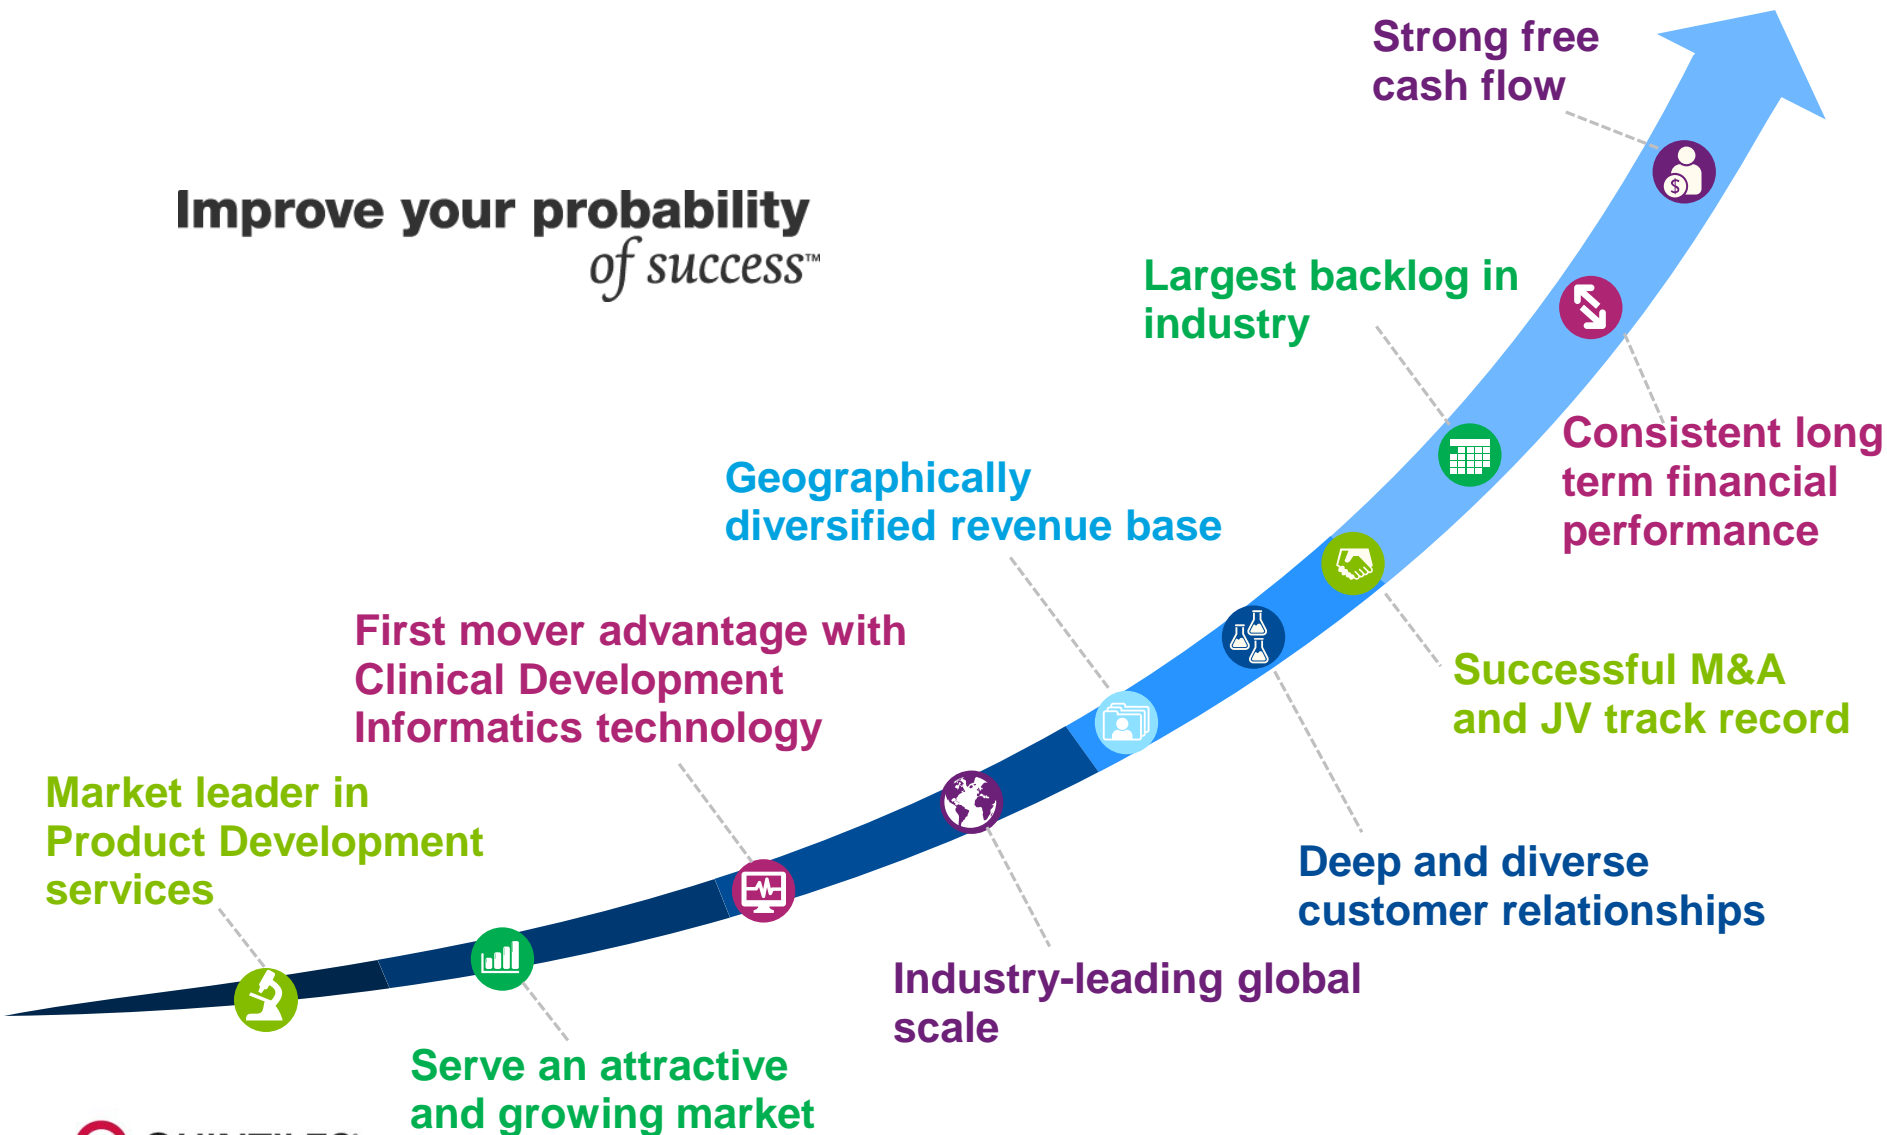 Strong free
cash flow
Improve your probability
of success™
Largest backlog in
industry
Consistent long
term financial
performance
Geographically
diversified revenue base
First mover advantage with
Clinical Development
Informatics technology
Successful M&A
and JV track record
Market leader in
Product Development
services
Deep and diverse
customer relationships
Industry-leading global
scale
Serve an attractive
and growing market